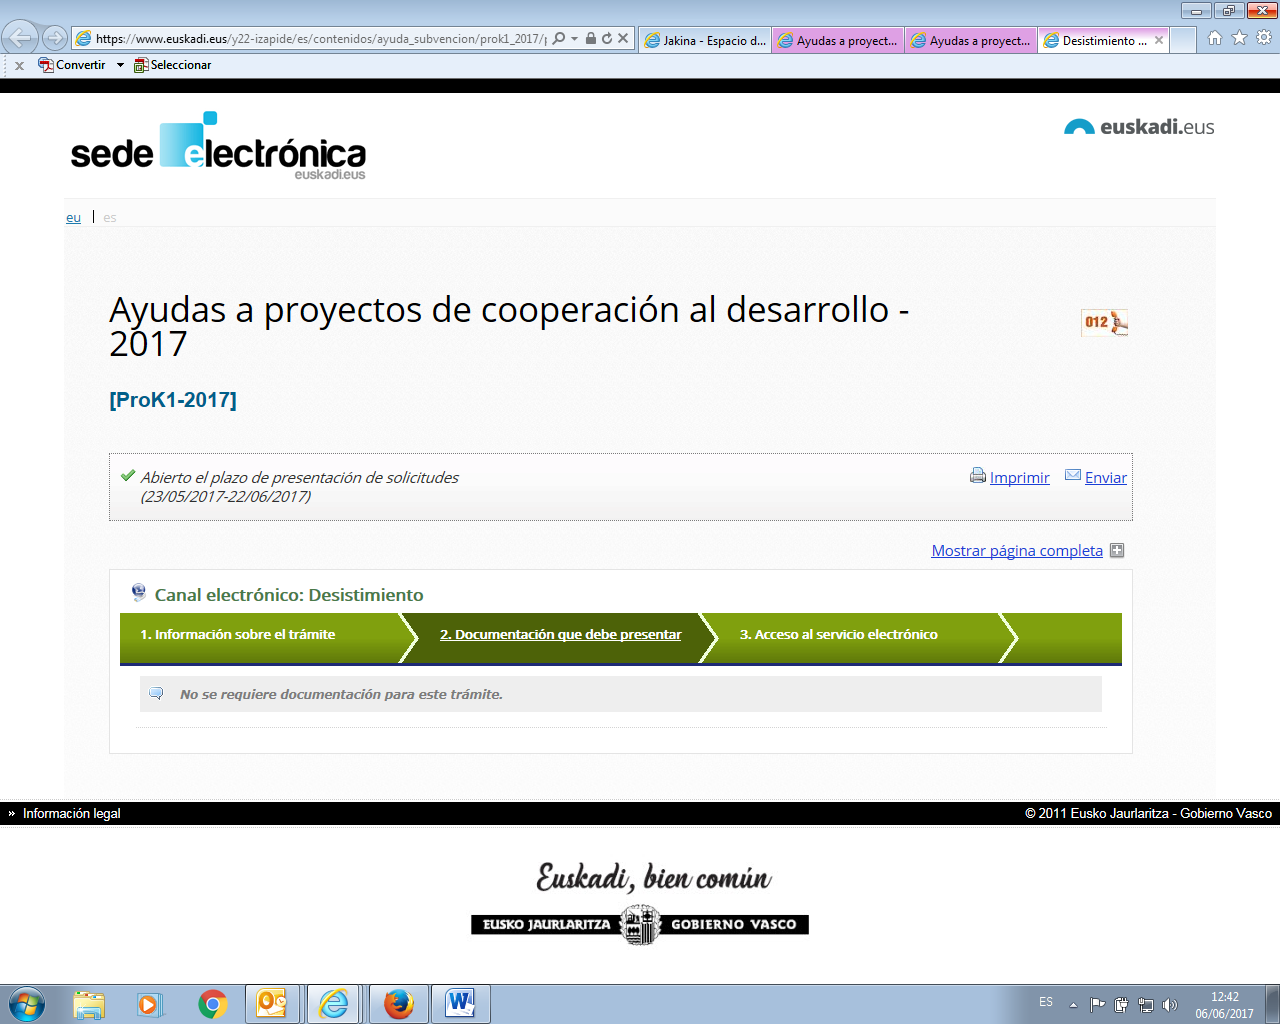 https://www.euskadi.eus/y22-izapide/es/contenidos/ayuda_subvencion/prok1_2017/
Jakina - Espacio d...
Ayudas a proyect...
Ayudas a proyect...
Desistimiento ...
x Convertir
Seleccionar
sede electrónica
euskadi.eus
euskadi.eus
eu | es
Ayudas a proyectos de cooperación al desarrollo -
2017
012
[ProK1-2017]
Abierto el plazo de presentación de solicitudes
(23/05/2017-22/06/2017)
Imprimir
Enviar
Mostrar página completa
Canal electrónico: Desistimiento
1. Información sobre el trámite
2. Documentación que debe presentar
3. Acceso al servicio electrónico
No se requiere documentación para este trámite.
» Información legal
© 2011 Eusko Jaurlaritza - Gobierno Vasco
Euskadi, bien común
EUSKO JAURLARITZA
GOBIERNO VASCO
ES
12:42
06/06/2017